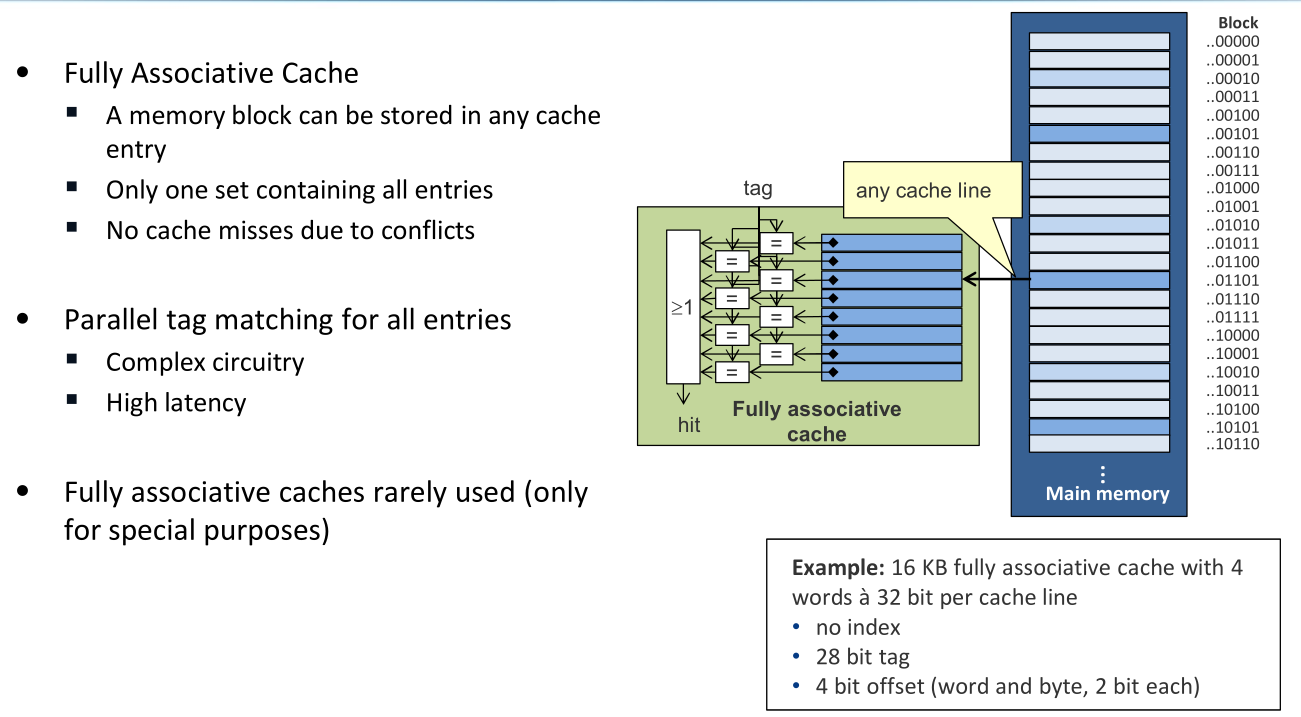 Fully Associative Cache
A memory block can be stored in any cache
entry
Only one set containing all entries
No cache misses due to conflicts
Parallel tag matching for all entries
Complex circuitry
High latency
Fully associative caches rarely used (only
for special purposes)
tag
any cache line
=
=
=
=
=
=
=
=
≥1
hit
Fully associative
cache
Block
..00000
..00001
..00010
..00011
..00100
..00101
..00110
..00111
..01000
..01001
..01010
..01011
..01100
..01101
..01110
..01111
..10000
..10001
..10010
..10011
..10100
..10101
..10110
⋮
Main memory
Example: 16 KB fully associative cache with 4
words à 32 bit per cache line
• no index
• 28 bit tag
• 4 bit offset (word and byte, 2 bit each)